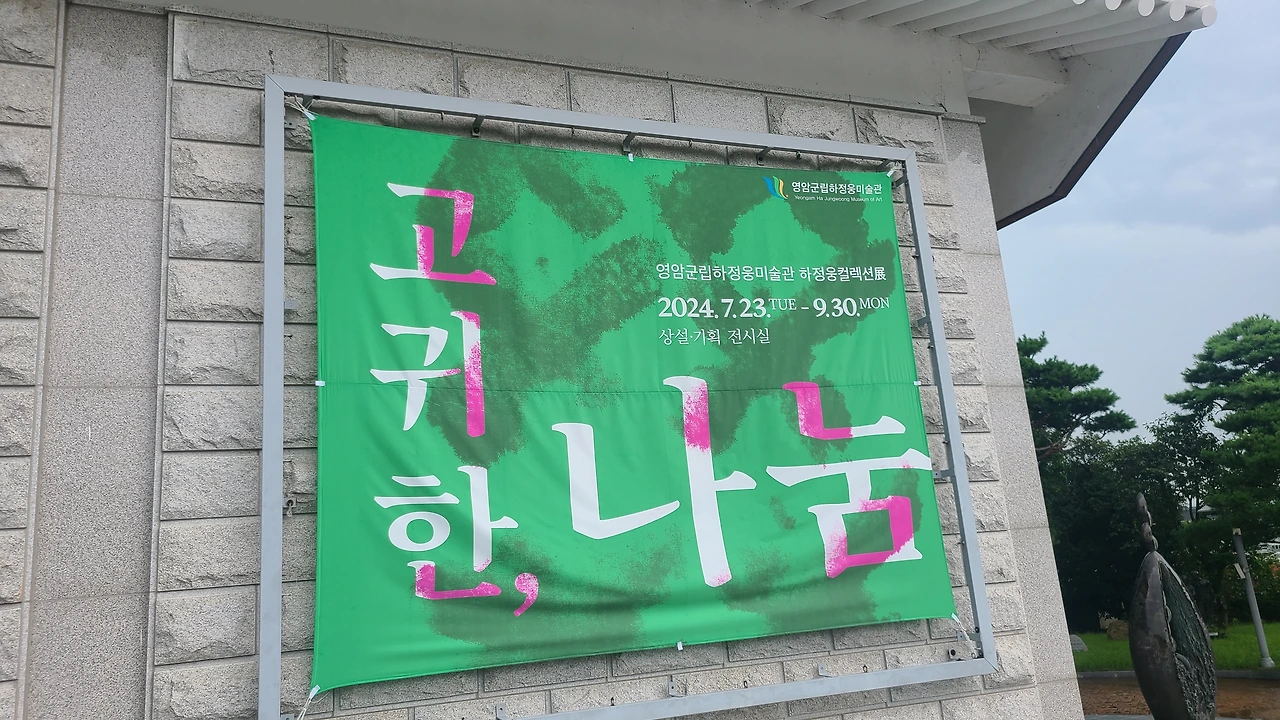 영암군립하정웅미술관
Yeongam Ha Jungwoong Museum of Art
영암군립하정웅미술관 하정웅컬렉션展
2024.7.23.TUE - 9.30.MON
상설·기획 전시실
고귀한,
나눔